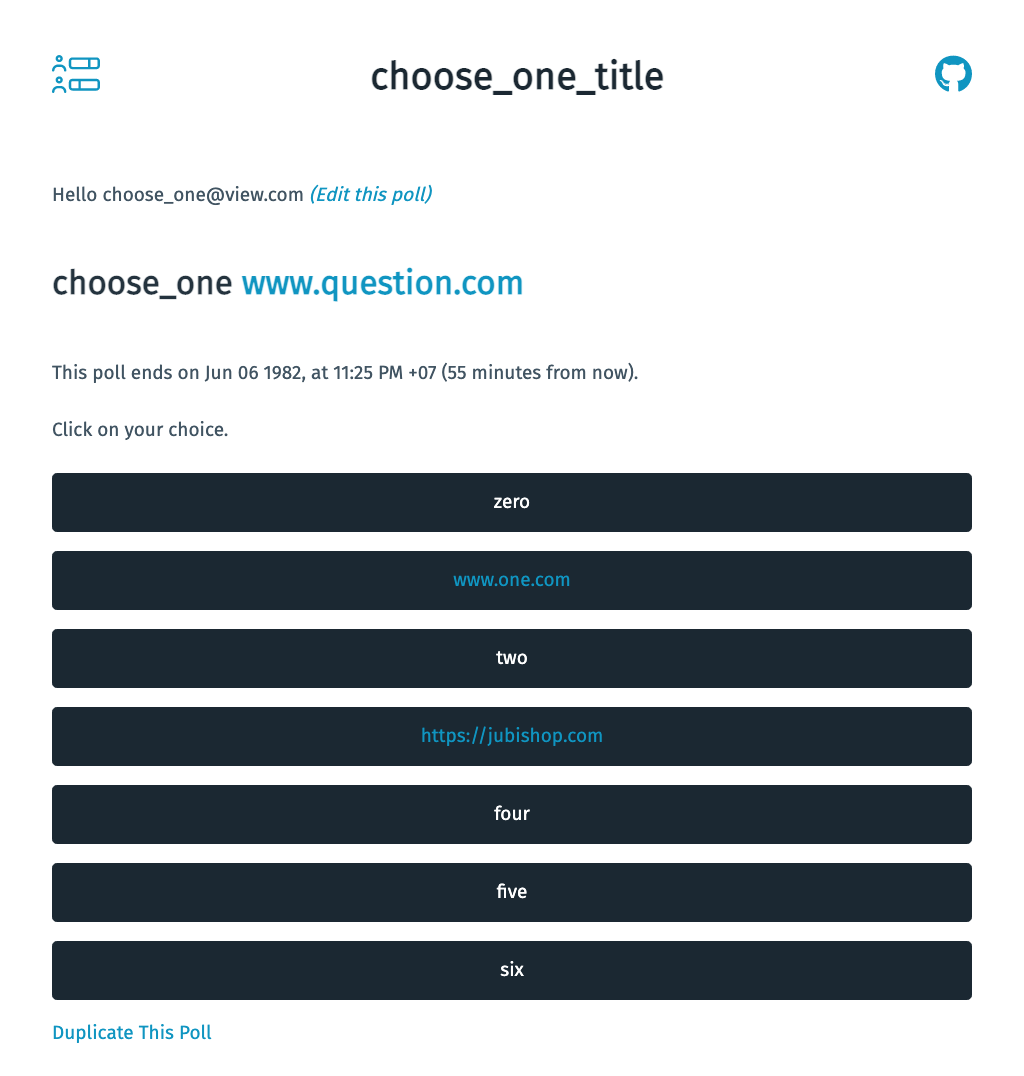 choose_one_title
Hello choose_one@view.com (Edit this poll)
choose_one www.question.com
This poll ends on Jun 06 1982, at 11:25 PM +07 (55 minutes from now).
Click on your choice.
zero
www.one.com
two
https://jubishop.com
four
five
six
Duplicate This Poll